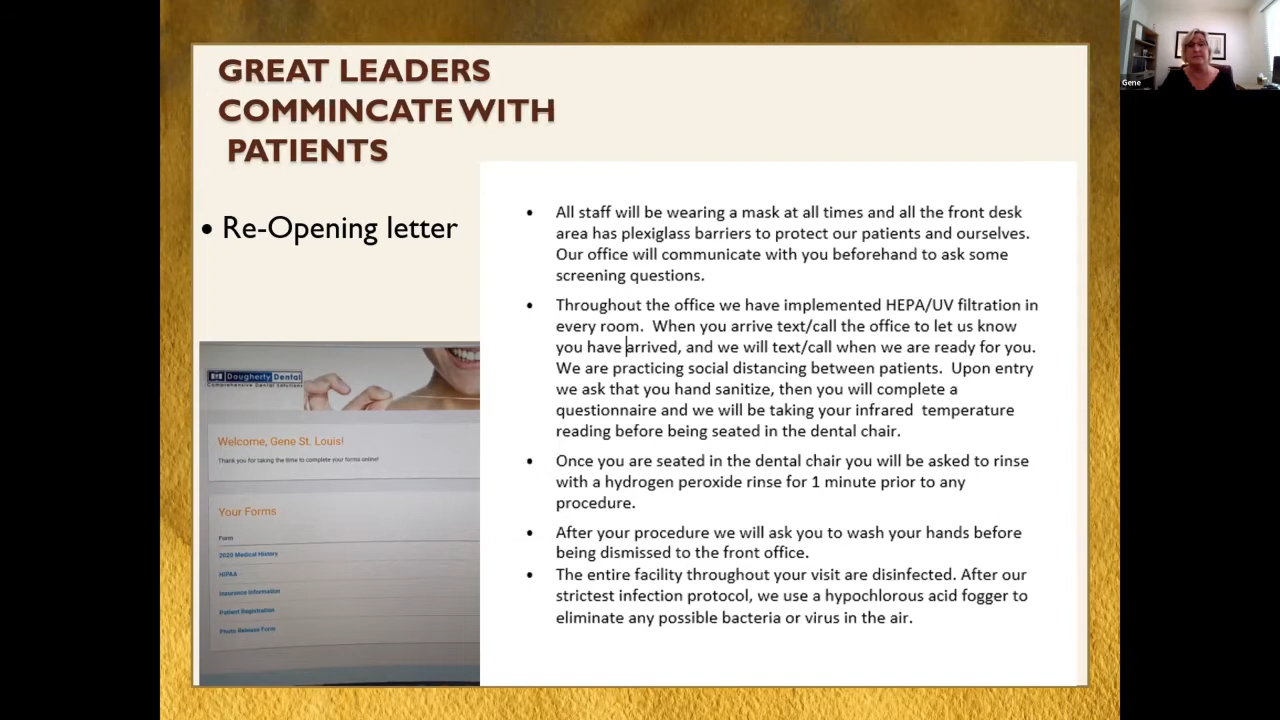 GREAT LEADERS
COMMINCATE WITH
PATIENTS
• Re-Opening letter
• All staff will be wearing a mask at all times and all the front desk
area has plexiglass barriers to protect our patients and ourselves.
Our office will communicate with you beforehand to ask some
screening questions.
• Throughout the office we have implemented HEPA/UV filtration in
every room.  When you arrive text/call the office to let us know
you have arrived, and we will text/call when we are ready for you.
We are practicing social distancing between patients.  Upon entry
we ask that you hand sanitize, then you will complete a
questionnaire and we will be taking your infrared  temperature
reading before being seated in the dental chair.
• Once you are seated in the dental chair you will be asked to rinse
with a hydrogen peroxide rinse for 1 minute prior to any
procedure.
• After your procedure we will ask you to wash your hands before
being dismissed to the front office.
• The entire facility throughout your visit are disinfected. After our
strictest infection protocol, we use a hypochlorous acid fogger to
eliminate any possible bacteria or virus in the air.
Dougherty Dental
Comprehensive Dental Solutions
Welcome, Gene St. Louis!
Thank you for taking the time to complete your forms online!
Your Forms
Form
2020 Medical History
HIPAA
Insurance Information
Patient Registration
Photo Release Form
Gene